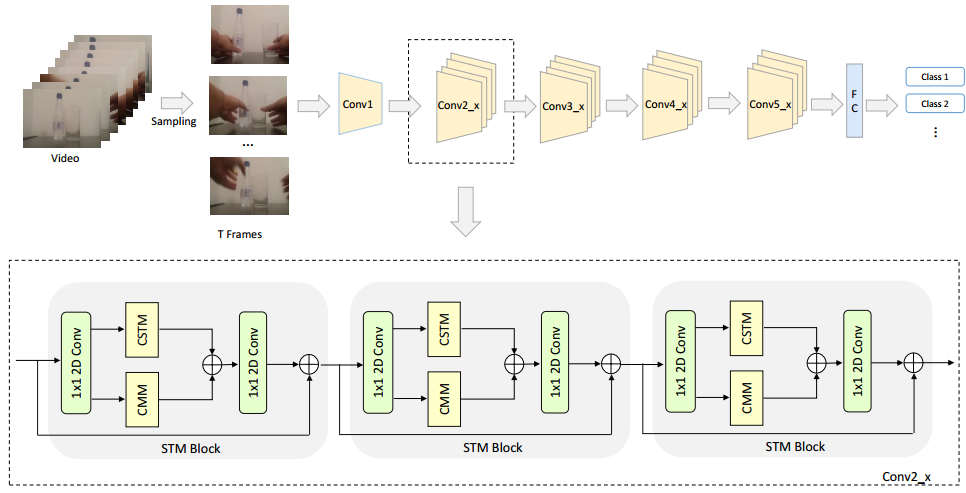 Video
Sampling
...
T Frames
Conv1
Conv2_x
Conv3_x
Conv4_x
Conv5_x
F
C
Class 1
Class 2
...
1x1 2D Conv
CSTM
CMM
1x1 2D Conv
STM Block
1x1 2D Conv
CSTM
CMM
1x1 2D Conv
STM Block
1x1 2D Conv
CSTM
CMM
1x1 2D Conv
STM Block
Conv2_x